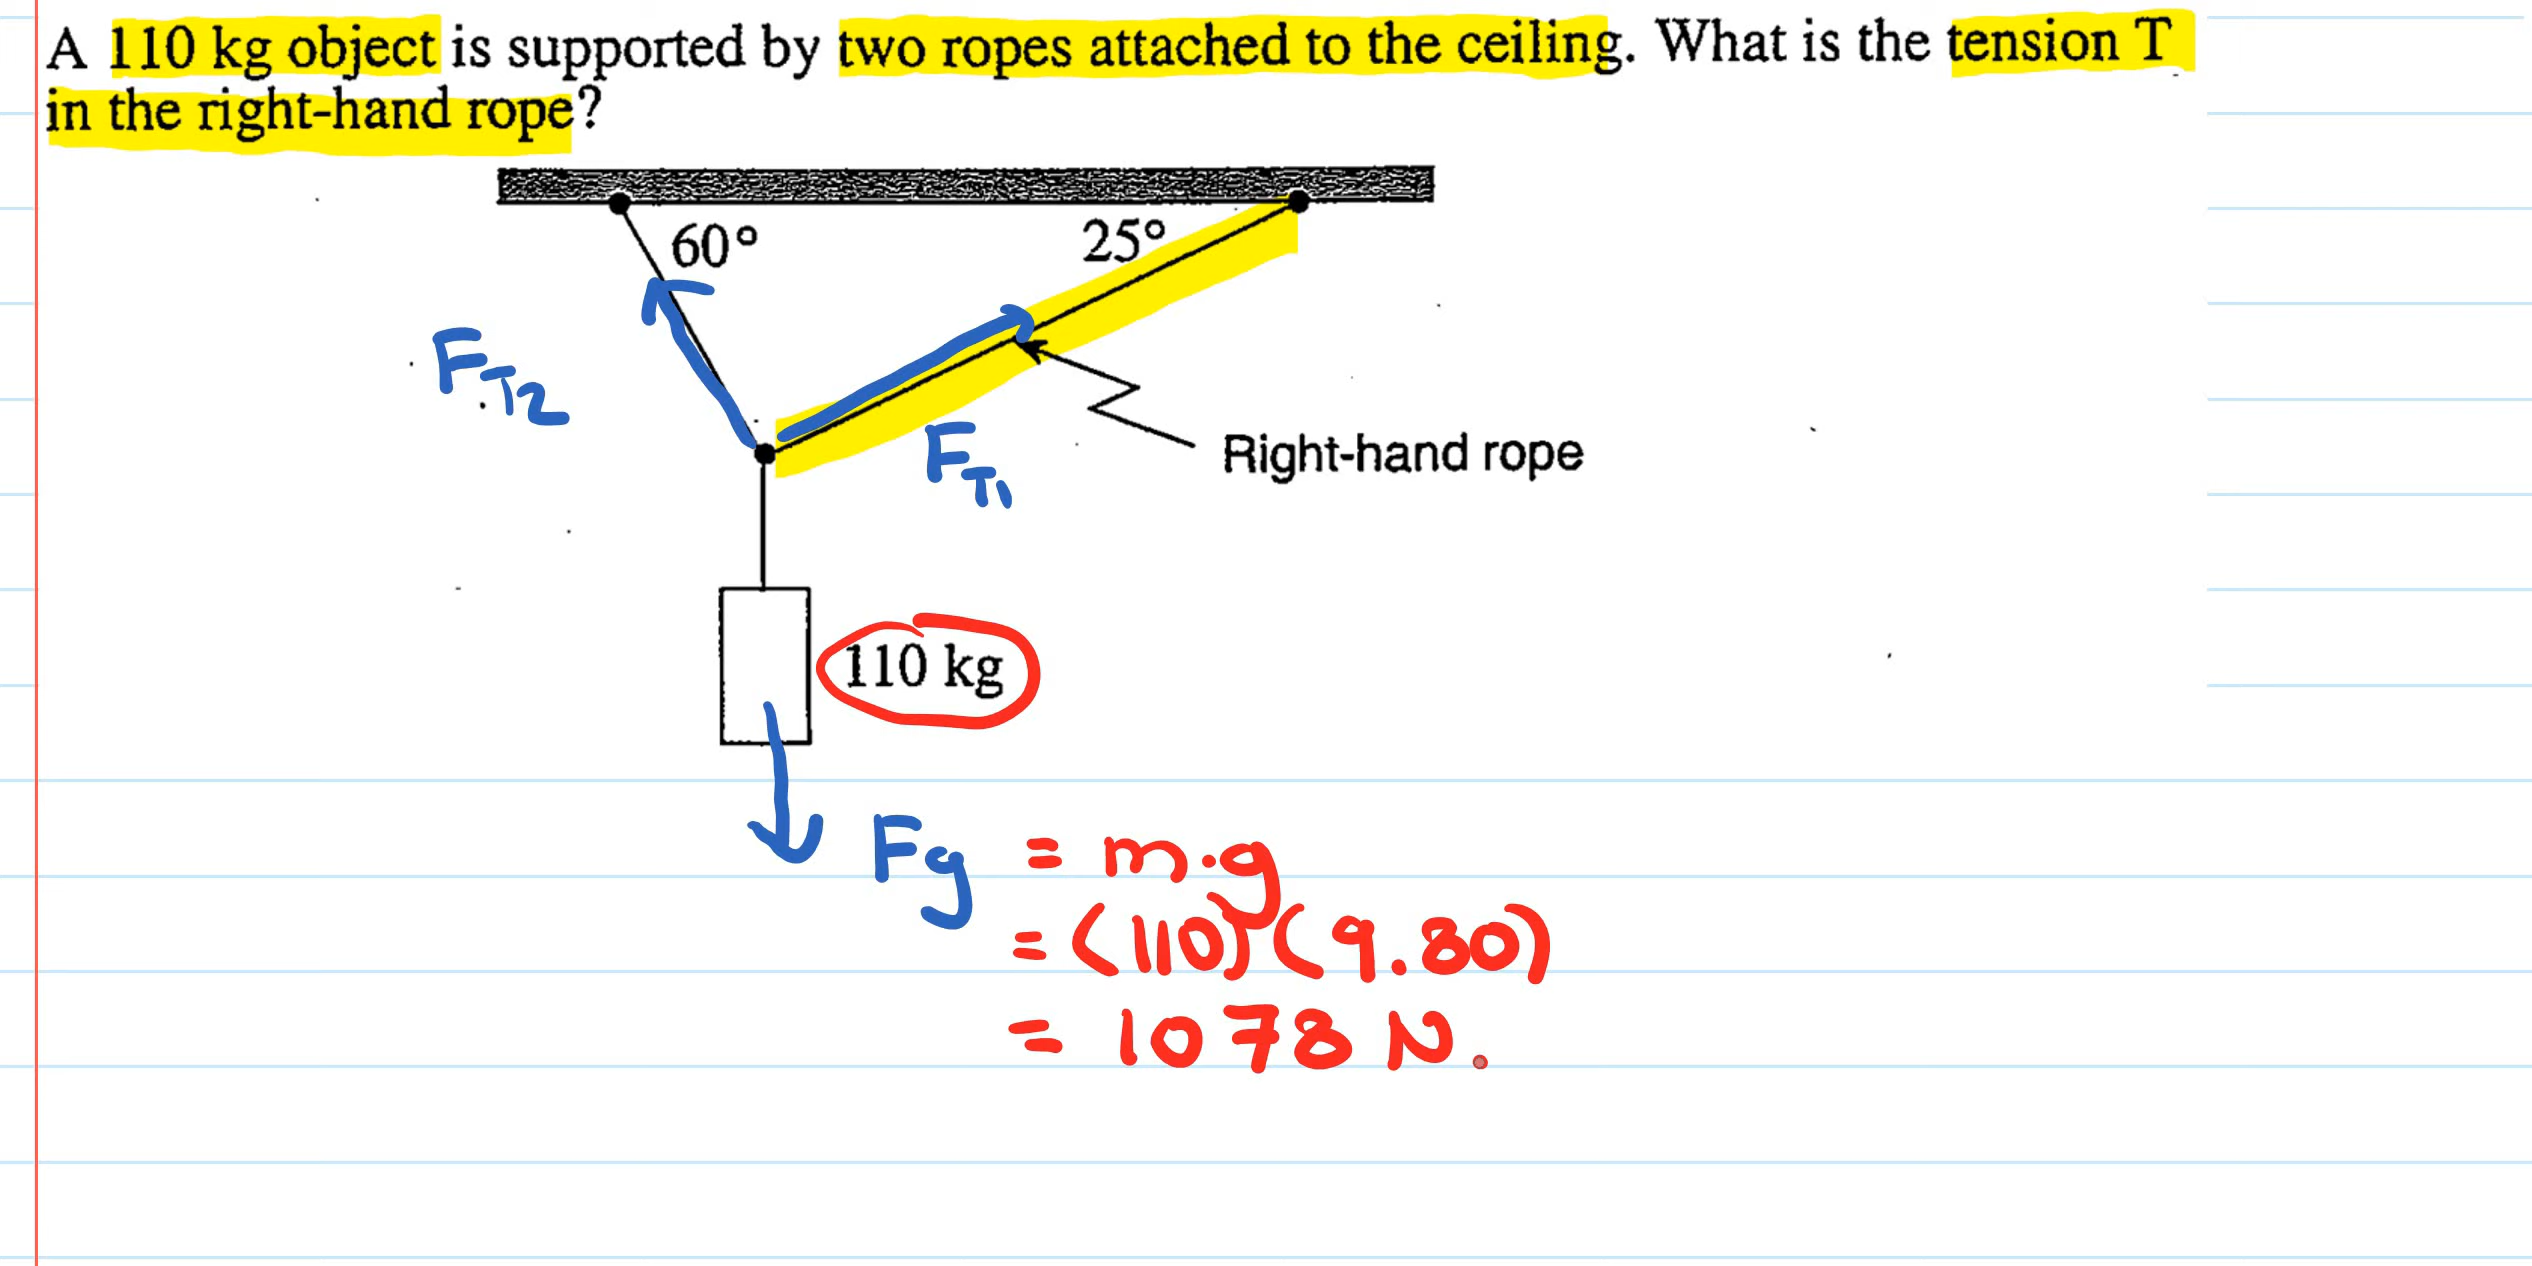 A 110 kg object is supported by two ropes attached to the ceiling. What is the tension T
in the right-hand rope?
60° 25°
F_T2
F_T1
Right-hand rope
110 kg
Fg = m·g
= (110)(9.80)
= 1078 N.